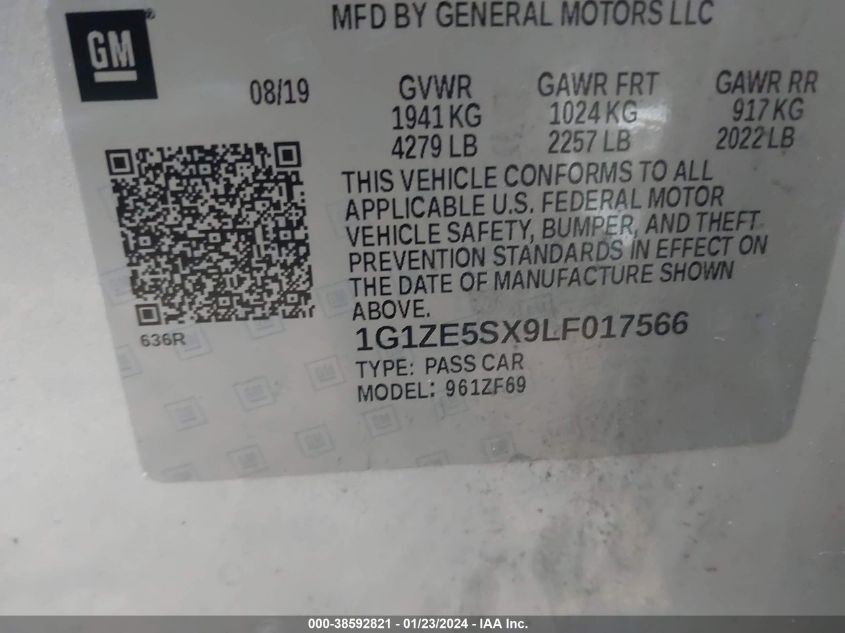 MFD BY GENERAL MOTORS LLC
GM
08/19 GVWR GAWR FRT GAWR RR
1941 KG 1024 KG 917 KG
4279 LB 2257 LB 2022 LB
THIS VEHICLE CONFORMS TO ALL
APPLICABLE U.S. FEDERAL MOTOR
VEHICLE SAFETY, BUMPER, AND THEFT
PREVENTION STANDARDS IN EFFECT ON
THE DATE OF MANUFACTURE SHOWN
ABOVE.
636R
1G1ZE5SX9LF017566
TYPE: PASS CAR
MODEL: 961ZF69
000-38592821 - 01/23/2024 - IAA Inc.